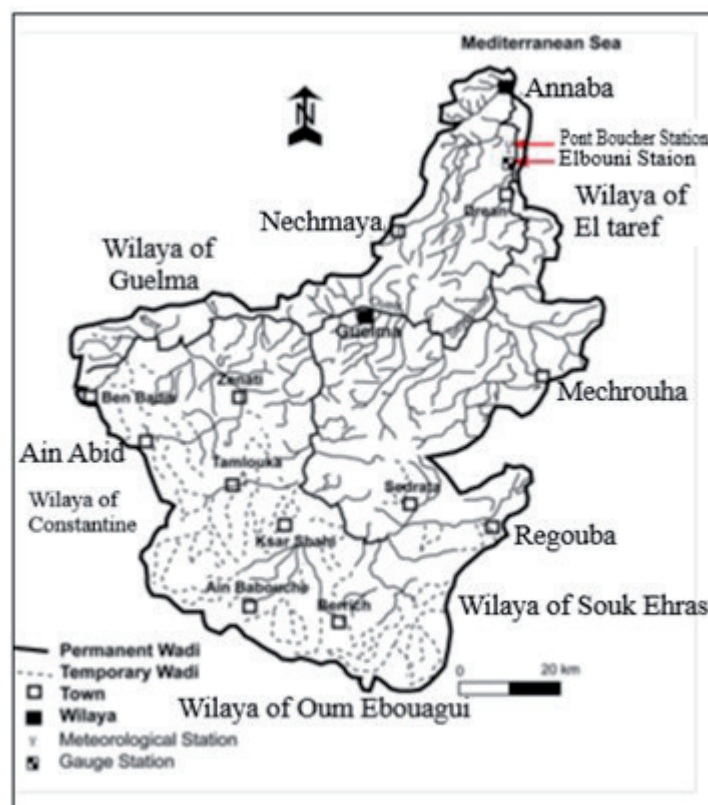 Mediterranean Sea
N
Annaba
Pont Boucher Station
Elbouni Staion
Wilaya of
El taref
Drean
Nechmaya
Wilaya of
Guelma
Guelma
Zenati
Ben Badis
Mechrouha
Ain Abid
Tamlouka
Sedrata
Wilaya of
Constantine
Ksar Sbahi
Regouba
Ain Babouche
Berrich
Wilaya of Souk Ehras
0 20 km
Wilaya of Oum Ebouagui
Permanent Wadi
Temporary Wadi
Town
Wilaya
Meteorological Station
Gauge Station